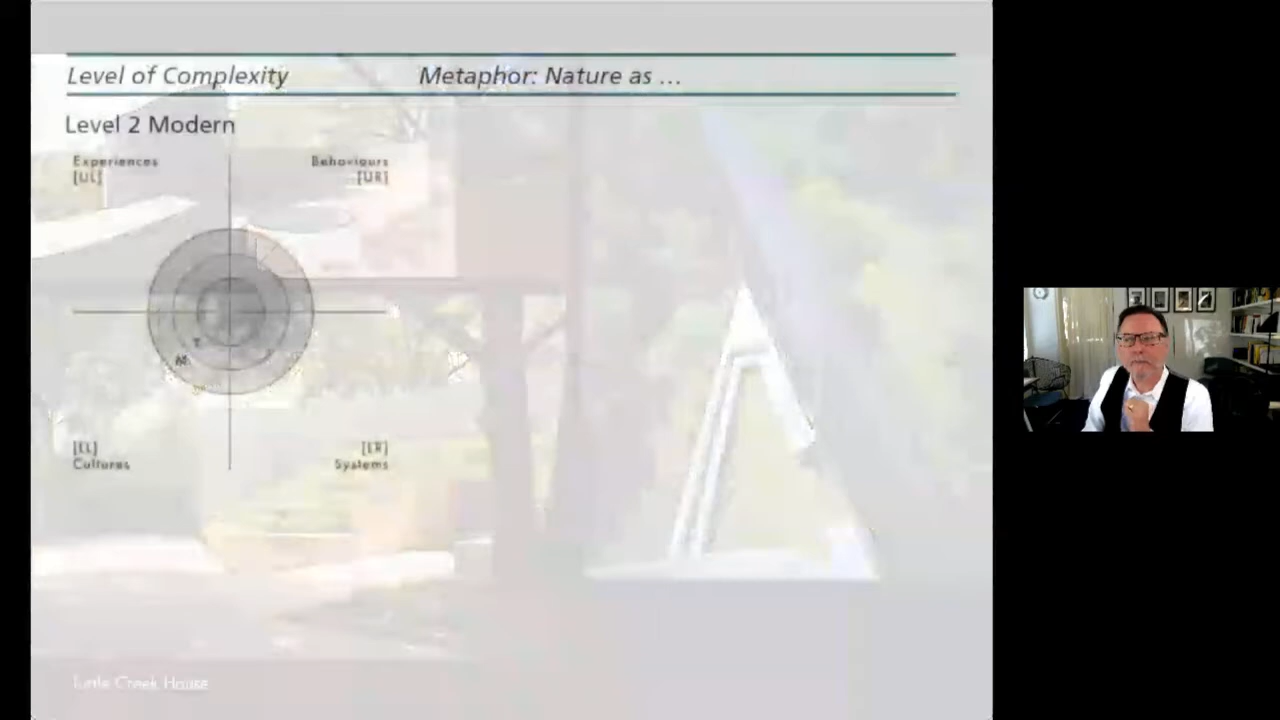 Level of Complexity
Metaphor: Nature as ...
Level 2 Modern
Experiences
[UL]
Behaviours
[UR]
T
M
[LL]
Cultures
[LR]
Systems
Creek House